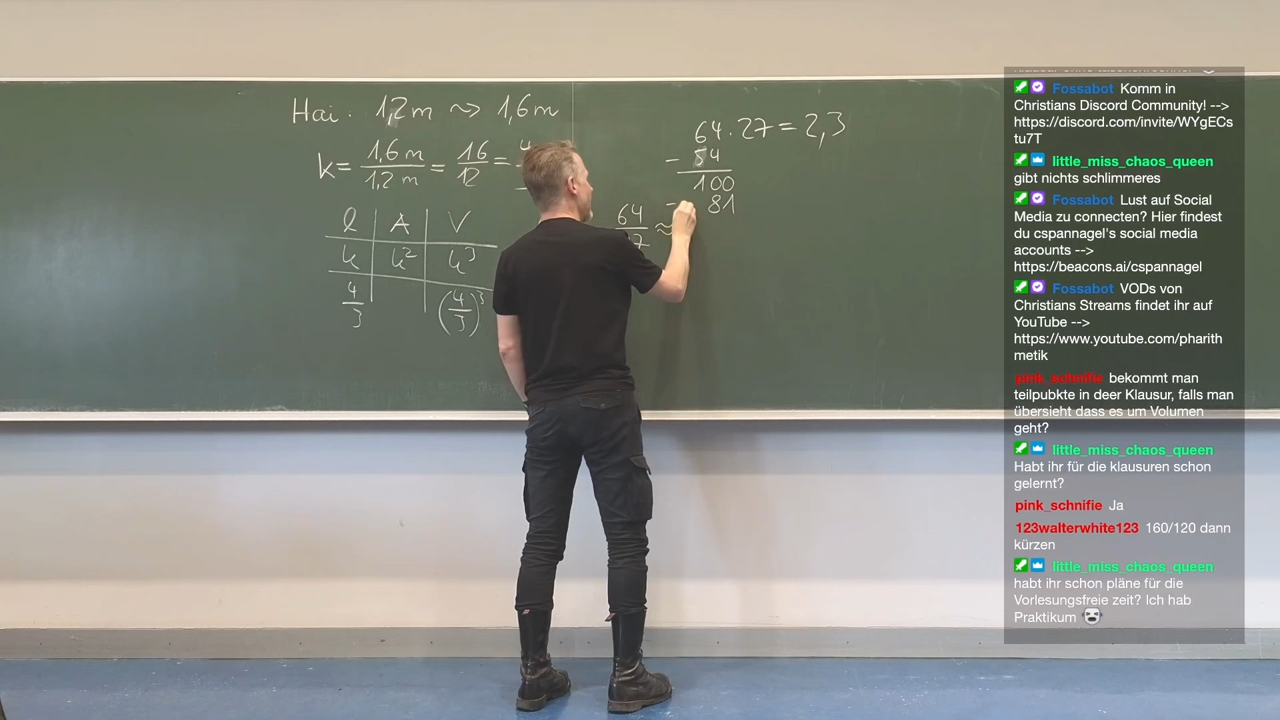 Hai: 1,2m ⤳ 1,6m
k = 1,6 m / 1,2 m = 16 / 12 = 4
l A V
k k² k³
4/3 (4/3)³
64 : 27 = 2,3
- 54
100
- 81
64 / 7 ≈
Fossabot Komm in
Christians Discord Community! -->
https://discord.com/invite/WYgECs
tu7T
little_miss_chaos_queen
gibt nichts schlimmeres
Fossabot Lust auf Social
Media zu connecten? Hier findest
du cspannagel's social media
accounts -->
https://beacons.ai/cspannagel
Fossabot VODs von
Christians Streams findet ihr auf
YouTube -->
https://www.youtube.com/pharith
metik
pink_schnifie bekommt man
teilpubkte in deer Klausur, falls man
übersieht dass es um Volumen
geht?
little_miss_chaos_queen
Habt ihr für die klausuren schon
gelernt?
pink_schnifie Ja
123walterwhite123 160/120 dann
kürzen
little_miss_chaos_queen
habt ihr schon pläne für die
Vorlesungsfreie zeit? Ich hab
Praktikum